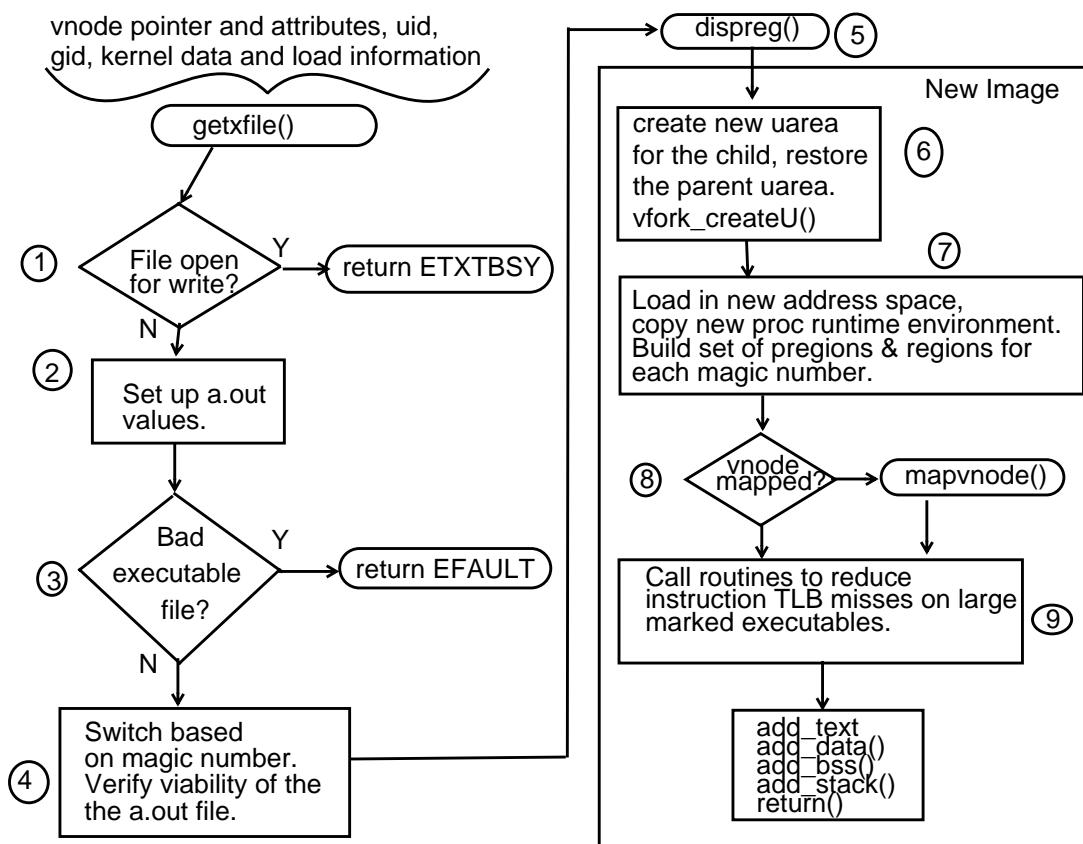 vnode pointer and attributes, uid,
gid, kernel data and load information
getxfile()
1
File open
for write?
Y
return ETXTBSY
N
2
Set up a.out
values.
3
Bad
executable
file?
Y
return EFAULT
N
4
Switch based
on magic number.
Verify viability of the
the a.out file.
dispreg()
5
New Image
create new uarea
for the child, restore
the parent uarea.
vfork_createU()
6
7
Load in new address space,
copy new proc runtime environment.
Build set of pregions & regions for
each magic number.
8
vnode
mapped?
mapvnode()
Call routines to reduce
instruction TLB misses on large
marked executables.
9
add_text
add_data()
add_bss()
add_stack()
return()